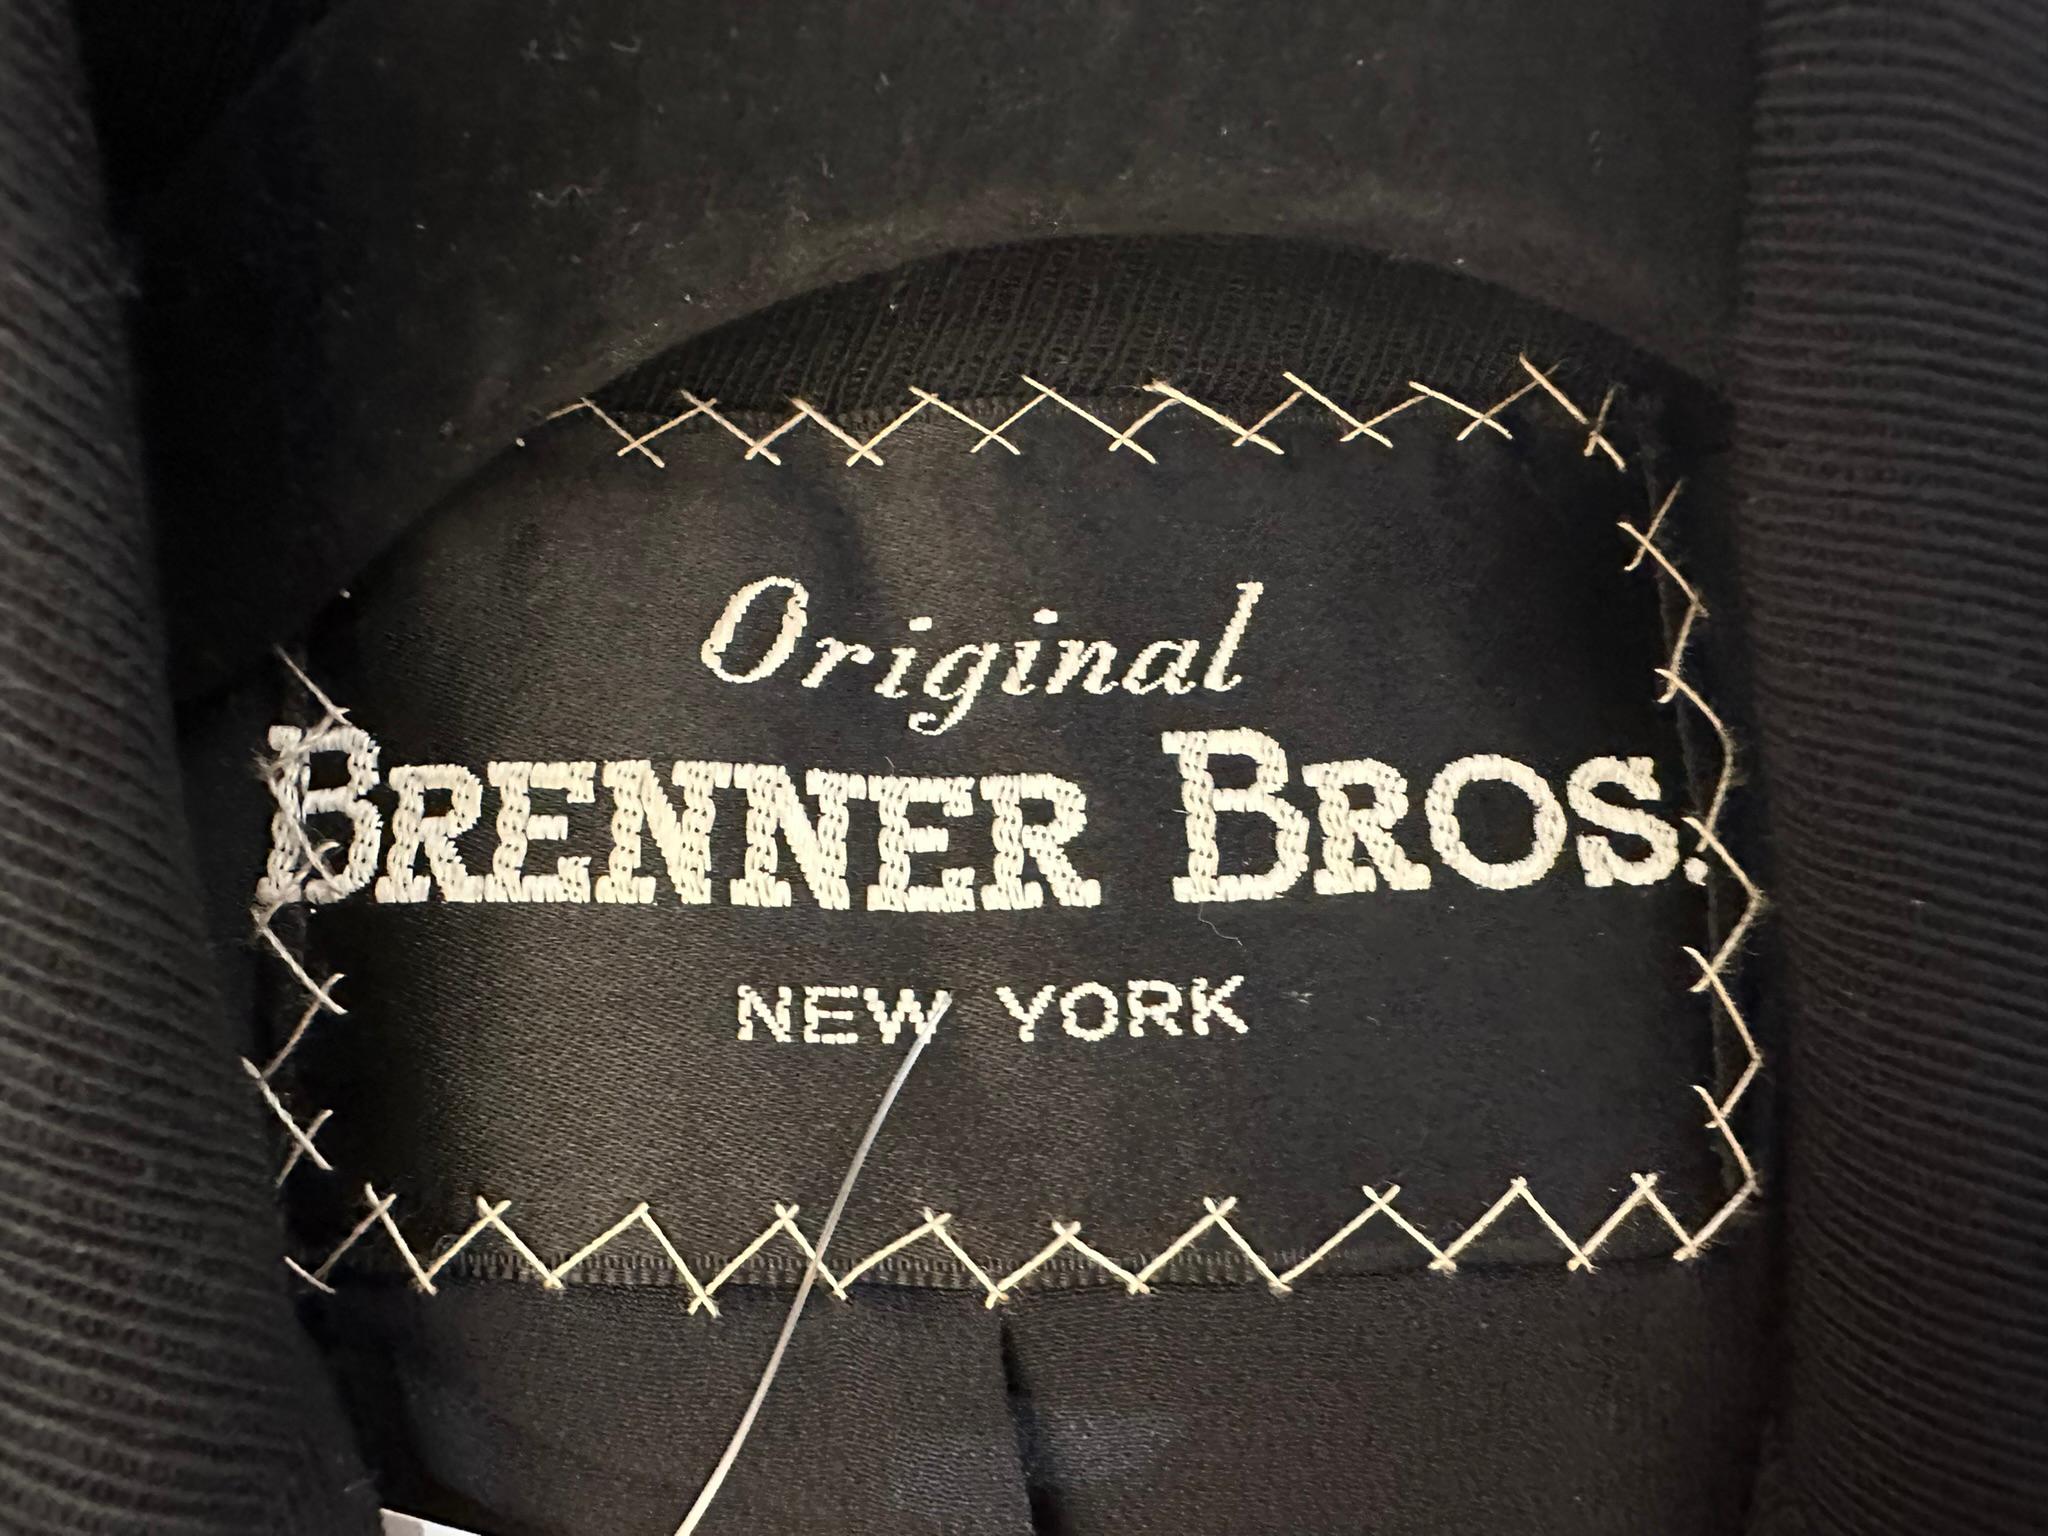 Original
BRENNER BROS.
NEW YORK